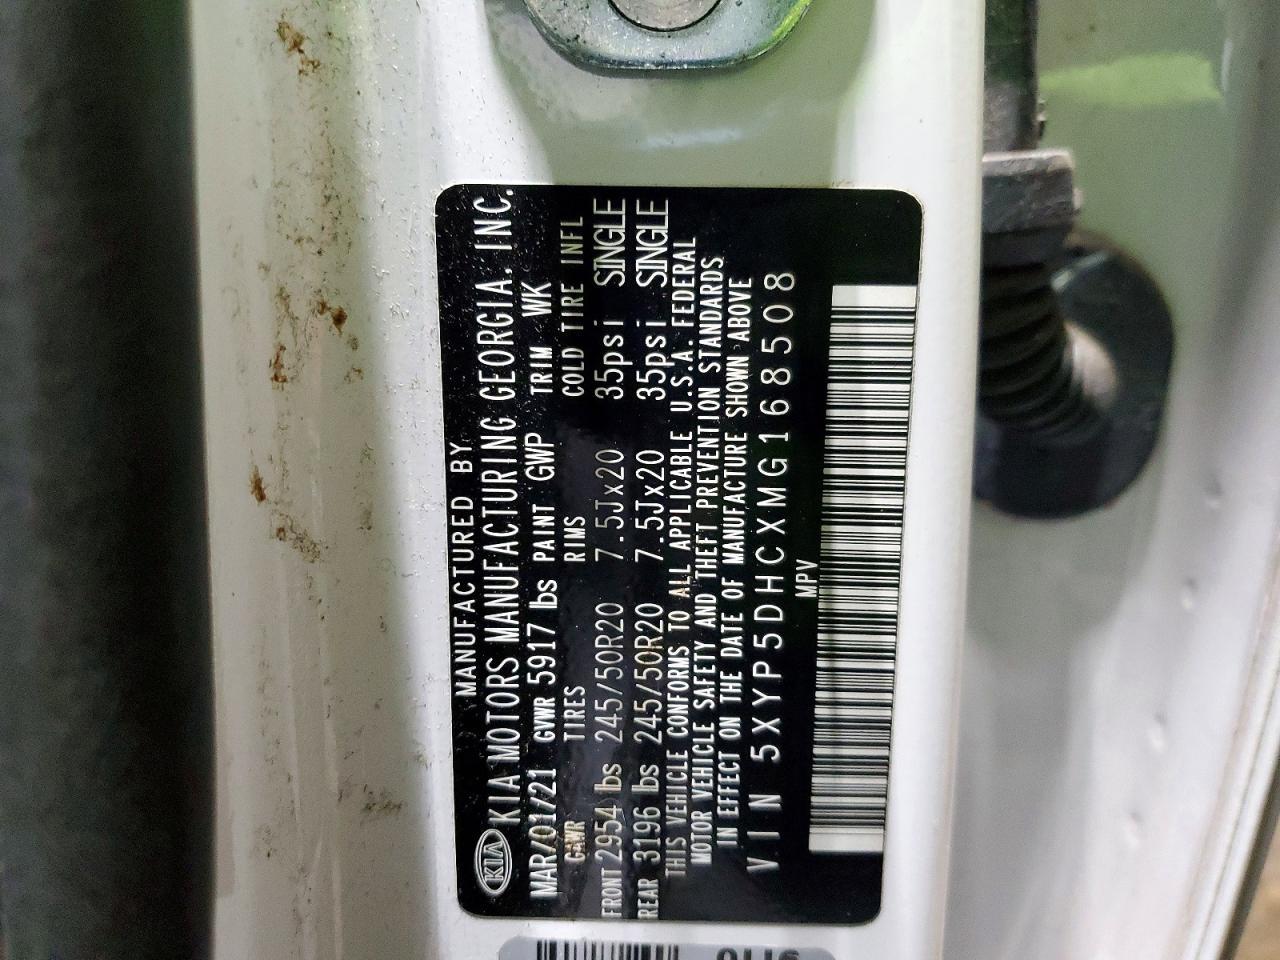 MANUFACTURED BY
KIA KIA MOTORS MANUFACTURING GEORGIA. INC.
MAR/01/21 GVWR 5917 lbs PAINT GWP TRIM WK
GAWR TIRES RIMS COLD TIRE INFL
FRONT 2954 lbs 245/50R20 7.5Jx20 35psi SINGLE
REAR 3196 lbs 245/50R20 7.5Jx20 35psi SINGLE
THIS VEHICLE CONFORMS TO ALL APPLICABLE U.S.A. FEDERAL
MOTOR VEHICLE SAFETY AND THEFT PREVENTION STANDARDS
IN EFFECT ON THE DATE OF MANUFACTURE SHOWN ABOVE
VIN 5XYP5DHCXMG168508
MPV